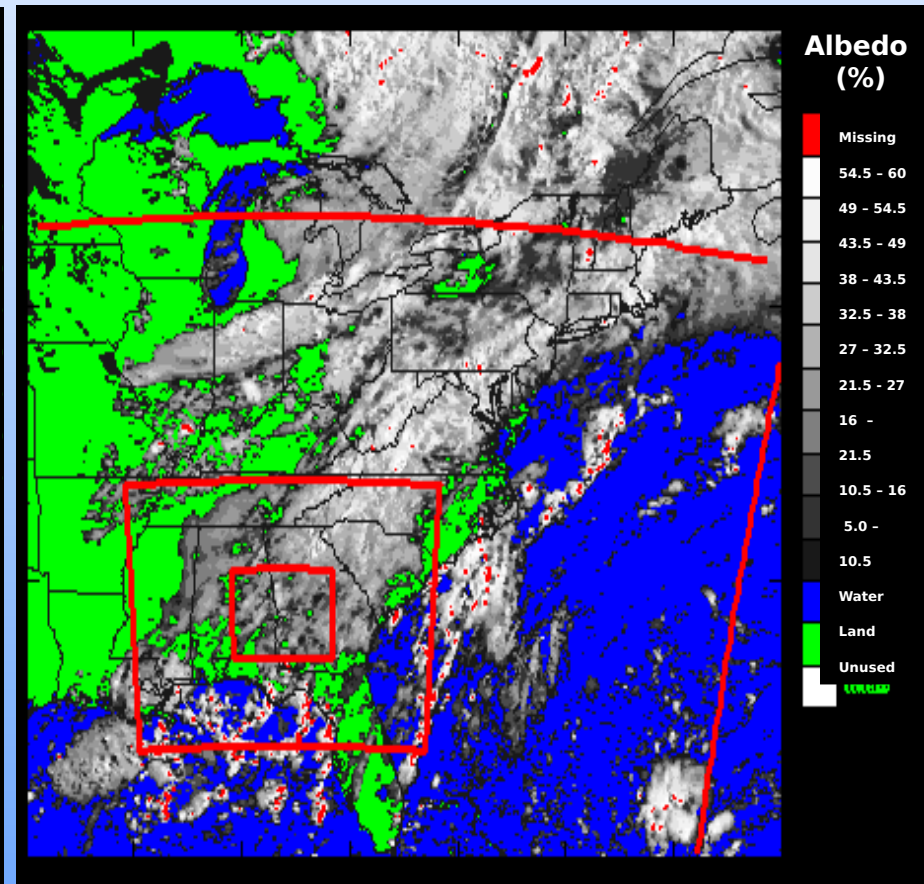 Albedo
(%)
Missing
54.5 – 60
49 – 54.5
43.5 – 49
38 – 43.5
32.5 – 38
27 – 32.5
21.5 – 27
16  –
21.5
10.5 – 16
5.0 –
10.5
Water
Land
Unused